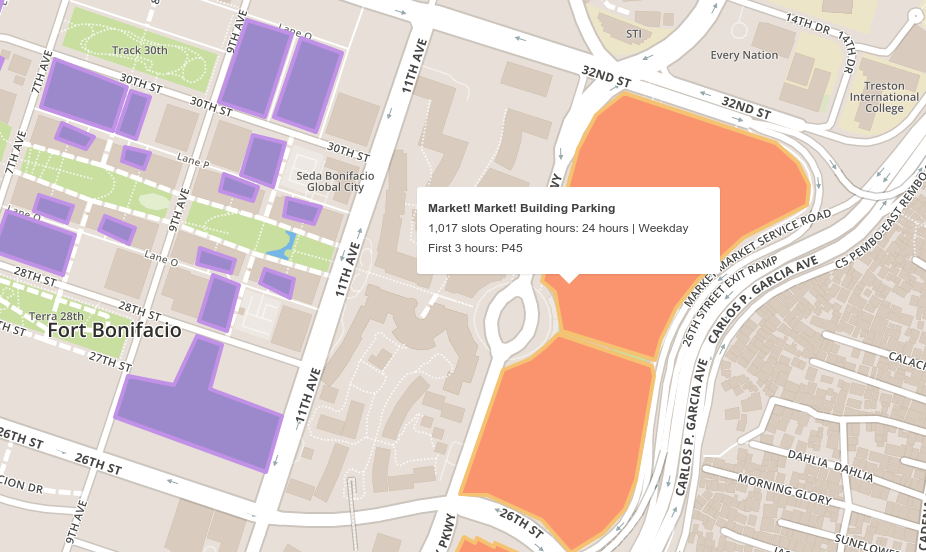 Market! Market! Building Parking
1,017 slots Operating hours: 24 hours | Weekday
First 3 hours: P45
Track 30th
9TH AVE
Lane Q
11TH AVE
STI
14TH DR
14TH DR
Every Nation
32ND ST
32ND ST
Treston
International
College
7TH AVE
30TH ST
30TH ST
30TH ST
7TH AVE
Lane P
Seda Bonifacio
Global City
9TH AVE
Lane O
Lane O
28TH ST
28TH ST
11TH AVE
Terra 28th
Fort Bonifacio
27TH ST
11TH AVE
26TH ST
26TH ST
9TH AVE
26TH ST
PKWY
MARKET MARKET SERVICE ROAD
26TH STREET EXIT RAMP
CARLOS P. GARCIA AVE
C5 PEMBO-EAST REMBO
CARLOS P. GARCIA AVE
DAHLIA
DAHLIA
MORNING GLORY
SUNFLOWER